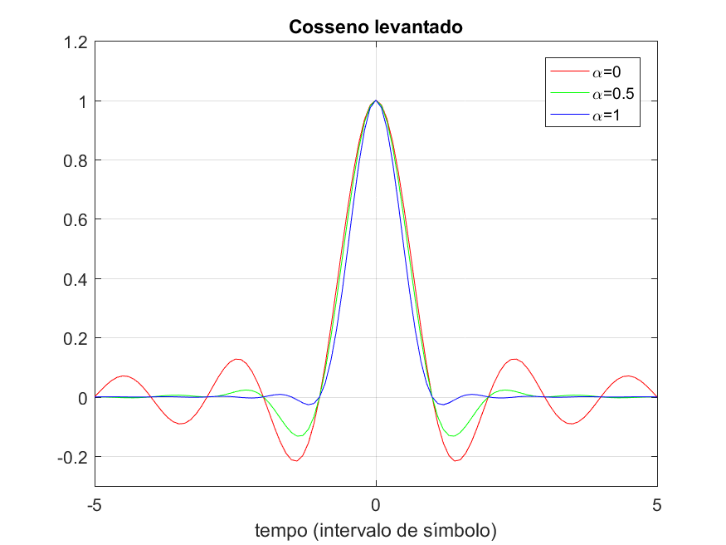 Cosseno levantado
1.2
1
0.8
0.6
0.4
0.2
0
-0.2
α=0
α=0.5
α=1
-5
0
5
tempo (intervalo de símbolo)